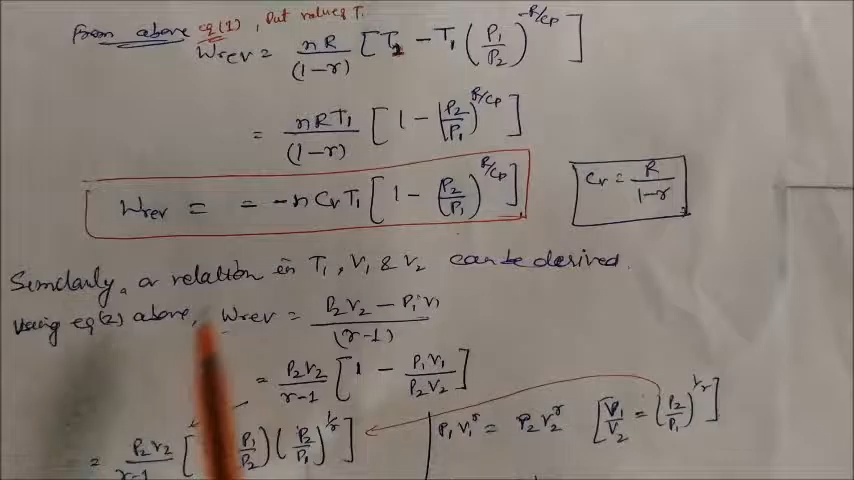 From above eq(1), Put values T.
Wrev = nR/(1-r) [T2 - T1 (P1/P2)^-R/Cp]
= nRT1/(1-r) [1 - (P2/P1)^R/Cp]
Wrev = = -n Cv T1 [1 - (P2/P1)^R/Cp]
Cv = R/1-r
Similarly, a relation in T1, V1 & V2 can be derived.
Using eq(2) above, Wrev = P2V2 - P1V1/(r-1)
= P2V2/r-1 [1 - P1V1/P2V2]
P1V1^r = P2V2^r [V1/V2 = (P2/P1)^1/r]
= P2V2/r-1 [ P1/P2) (P2/P1)^1/r]